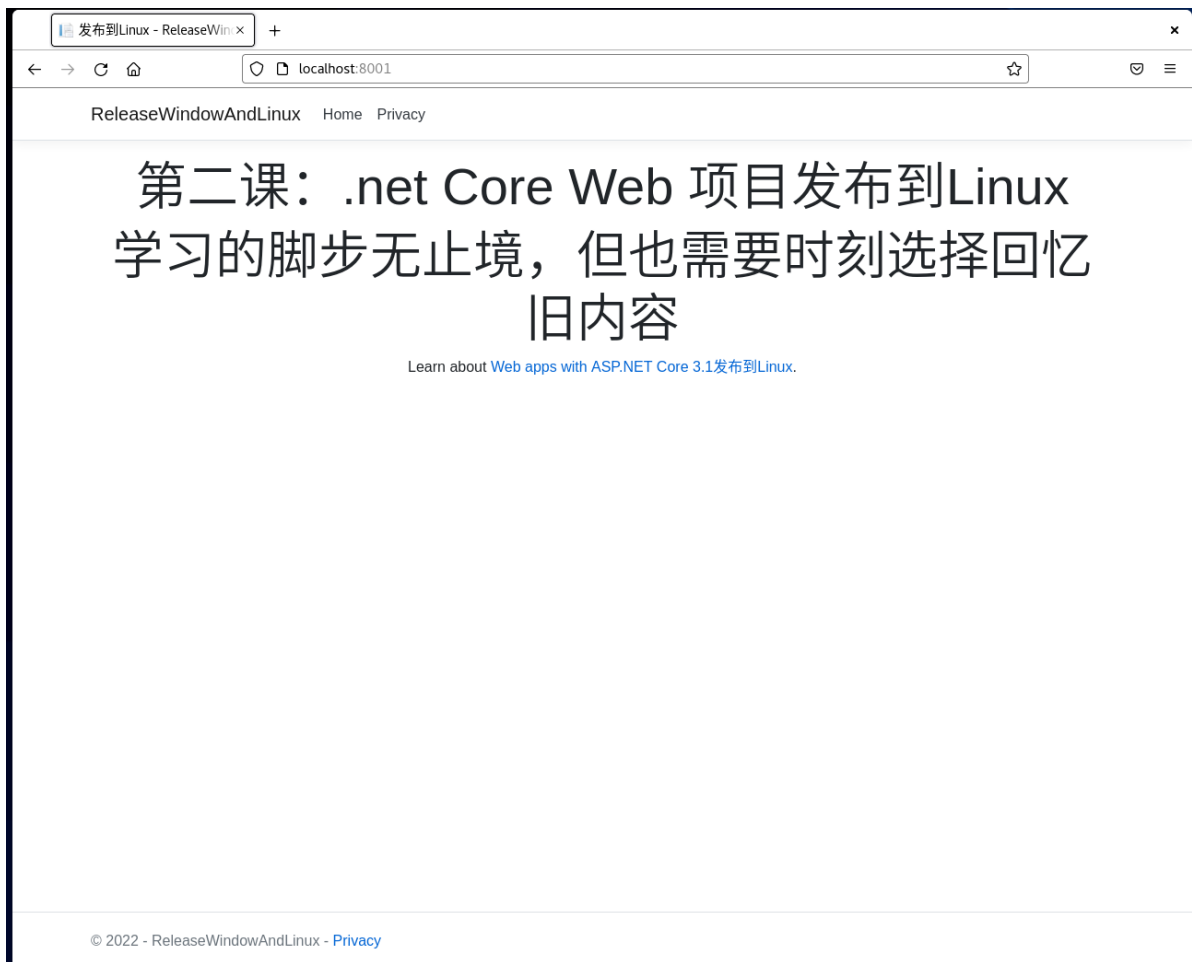 发布到Linux - ReleaseWin
localhost:8001
ReleaseWindowAndLinux Home Privacy
第二课：.net Core Web 项目发布到Linux
学习的脚步无止境，但也需要时刻选择回忆
旧内容
Learn about Web apps with ASP.NET Core 3.1发布到Linux.
© 2022 - ReleaseWindowAndLinux - Privacy